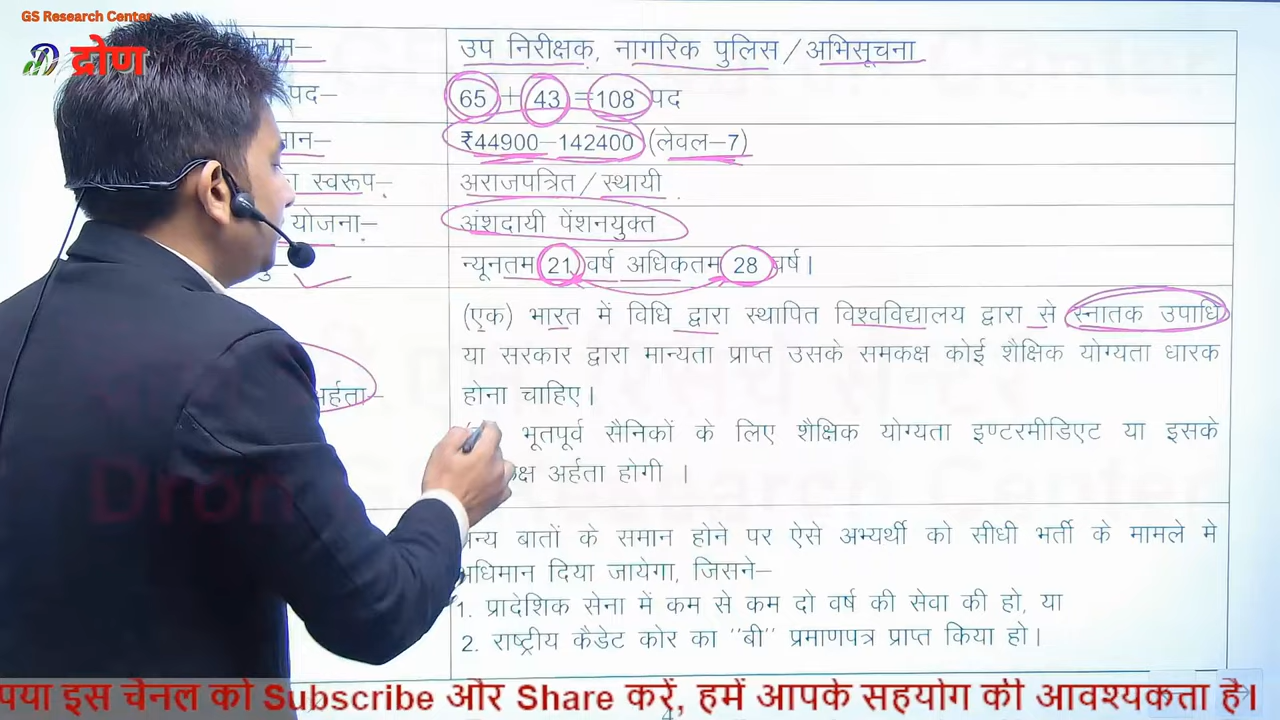 GS Research Center
द्रोण
उप निरीक्षक, नागरिक पुलिस/अभिसूचना
पद–
65 + 43 = 108 पद
₹44900–142400 (लेवल–7)
स्वरूप–
अराजपत्रित/स्थायी
योजना–
अंशदायी पेंशनयुक्त
न्यूनतम 21 वर्ष अधिकतम 28 वर्ष।
(एक) भारत में विधि द्वारा स्थापित विश्वविद्यालय द्वारा से स्नातक उपाधि
या सरकार द्वारा मान्यता प्राप्त उसके समकक्ष कोई शैक्षिक योग्यता धारक
अर्हता–
होना चाहिए।
भूतपूर्व सैनिकों के लिए शैक्षिक योग्यता इण्टरमीडिएट या इसके
अर्हता होगी ।
बातों के समान होने पर ऐसे अभ्यर्थी को सीधी भर्ती के मामले मे
दिया जायेगा, जिसने–
1. प्रादेशिक सेना में कम से कम दो वर्ष की सेवा की हो, या
2. राष्ट्रीय कैडेट कोर का ''बी'' प्रमाणपत्र प्राप्त किया हो।
इस चैनल को Subscribe और Share करें, हमें आपके सहयोग की आवश्यकता है।